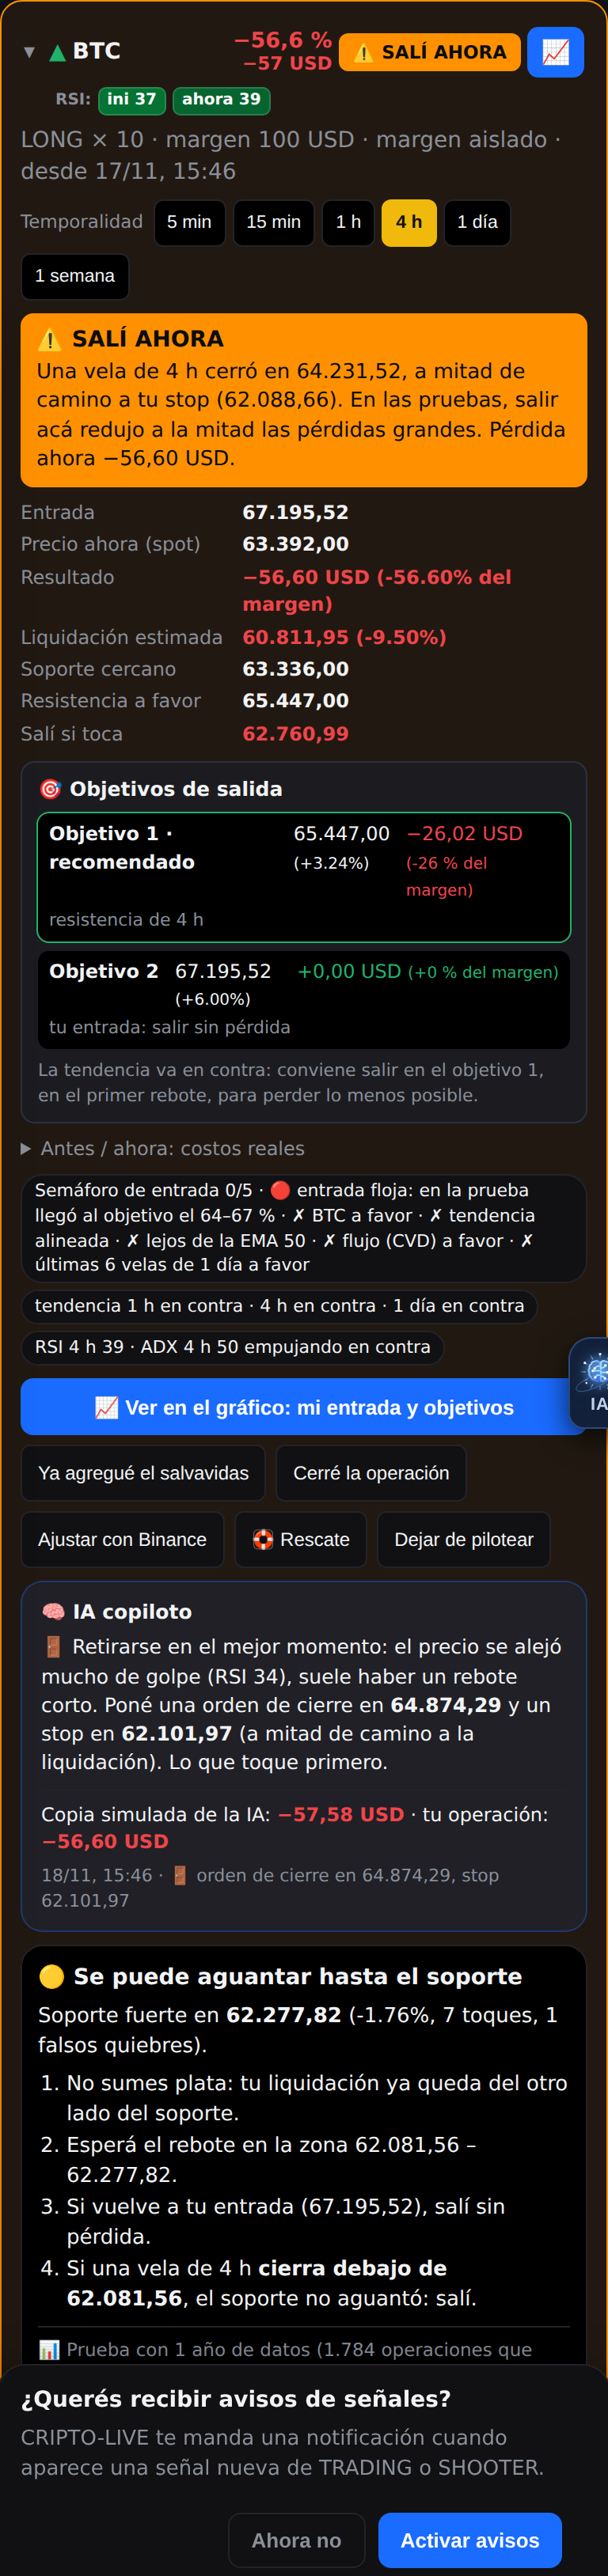 ▼ ▲ BTC −56,6 % −57 USD ⚠️ SALÍ AHORA 📈
RSI: ini 37 ahora 39
LONG × 10 · margen 100 USD · margen aislado ·
desde 17/11, 15:46
Temporalidad 5 min 15 min 1 h 4 h 1 día
1 semana
⚠️ SALÍ AHORA
Una vela de 4 h cerró en 64.231,52, a mitad de
camino a tu stop (62.088,66). En las pruebas, salir
acá redujo a la mitad las pérdidas grandes. Pérdida
ahora −56,60 USD.
Entrada 67.195,52
Precio ahora (spot) 63.392,00
Resultado −56,60 USD (-56.60% del
margen)
Liquidación estimada 60.811,95 (-9.50%)
Soporte cercano 63.336,00
Resistencia a favor 65.447,00
Salí si toca 62.760,99
🎯 Objetivos de salida
Objetivo 1 · 65.447,00 −26,02 USD
recomendado (+3.24%) (-26 % del
margen)
resistencia de 4 h
Objetivo 2 67.195,52 +0,00 USD (+0 % del margen)
(+6.00%)
tu entrada: salir sin pérdida
La tendencia va en contra: conviene salir en el objetivo 1,
en el primer rebote, para perder lo menos posible.
▶ Antes / ahora: costos reales
Semáforo de entrada 0/5 · 🔴 entrada floja: en la prueba
llegó al objetivo el 64–67 % · ✗ BTC a favor · ✗ tendencia
alineada · ✗ lejos de la EMA 50 · ✗ flujo (CVD) a favor · ✗
últimas 6 velas de 1 día a favor
tendencia 1 h en contra · 4 h en contra · 1 día en contra
RSI 4 h 39 · ADX 4 h 50 empujando en contra
IA
📈 Ver en el gráfico: mi entrada y objetivos
Ya agregué el salvavidas Cerré la operación
Ajustar con Binance 🛟 Rescate Dejar de pilotear
🧠 IA copiloto
🚪 Retirarse en el mejor momento: el precio se alejó
mucho de golpe (RSI 34), suele haber un rebote
corto. Poné una orden de cierre en 64.874,29 y un
stop en 62.101,97 (a mitad de camino a la
liquidación). Lo que toque primero.
Copia simulada de la IA: −57,58 USD · tu operación:
−56,60 USD
18/11, 15:46 · 🚪 orden de cierre en 64.874,29, stop
62.101,97
🟡 Se puede aguantar hasta el soporte
Soporte fuerte en 62.277,82 (-1.76%, 7 toques, 1
falsos quiebres).
1. No sumes plata: tu liquidación ya queda del otro
lado del soporte.
2. Esperá el rebote en la zona 62.081,56 –
62.277,82.
3. Si vuelve a tu entrada (67.195,52), salí sin
pérdida.
4. Si una vela de 4 h cierra debajo de
62.081,56, el soporte no aguantó: salí.
📊 Prueba con 1 año de datos (1.784 operaciones que
¿Querés recibir avisos de señales?
CRIPTO-LIVE te manda una notificación cuando
aparece una señal nueva de TRADING o SHOOTER.
Ahora no Activar avisos